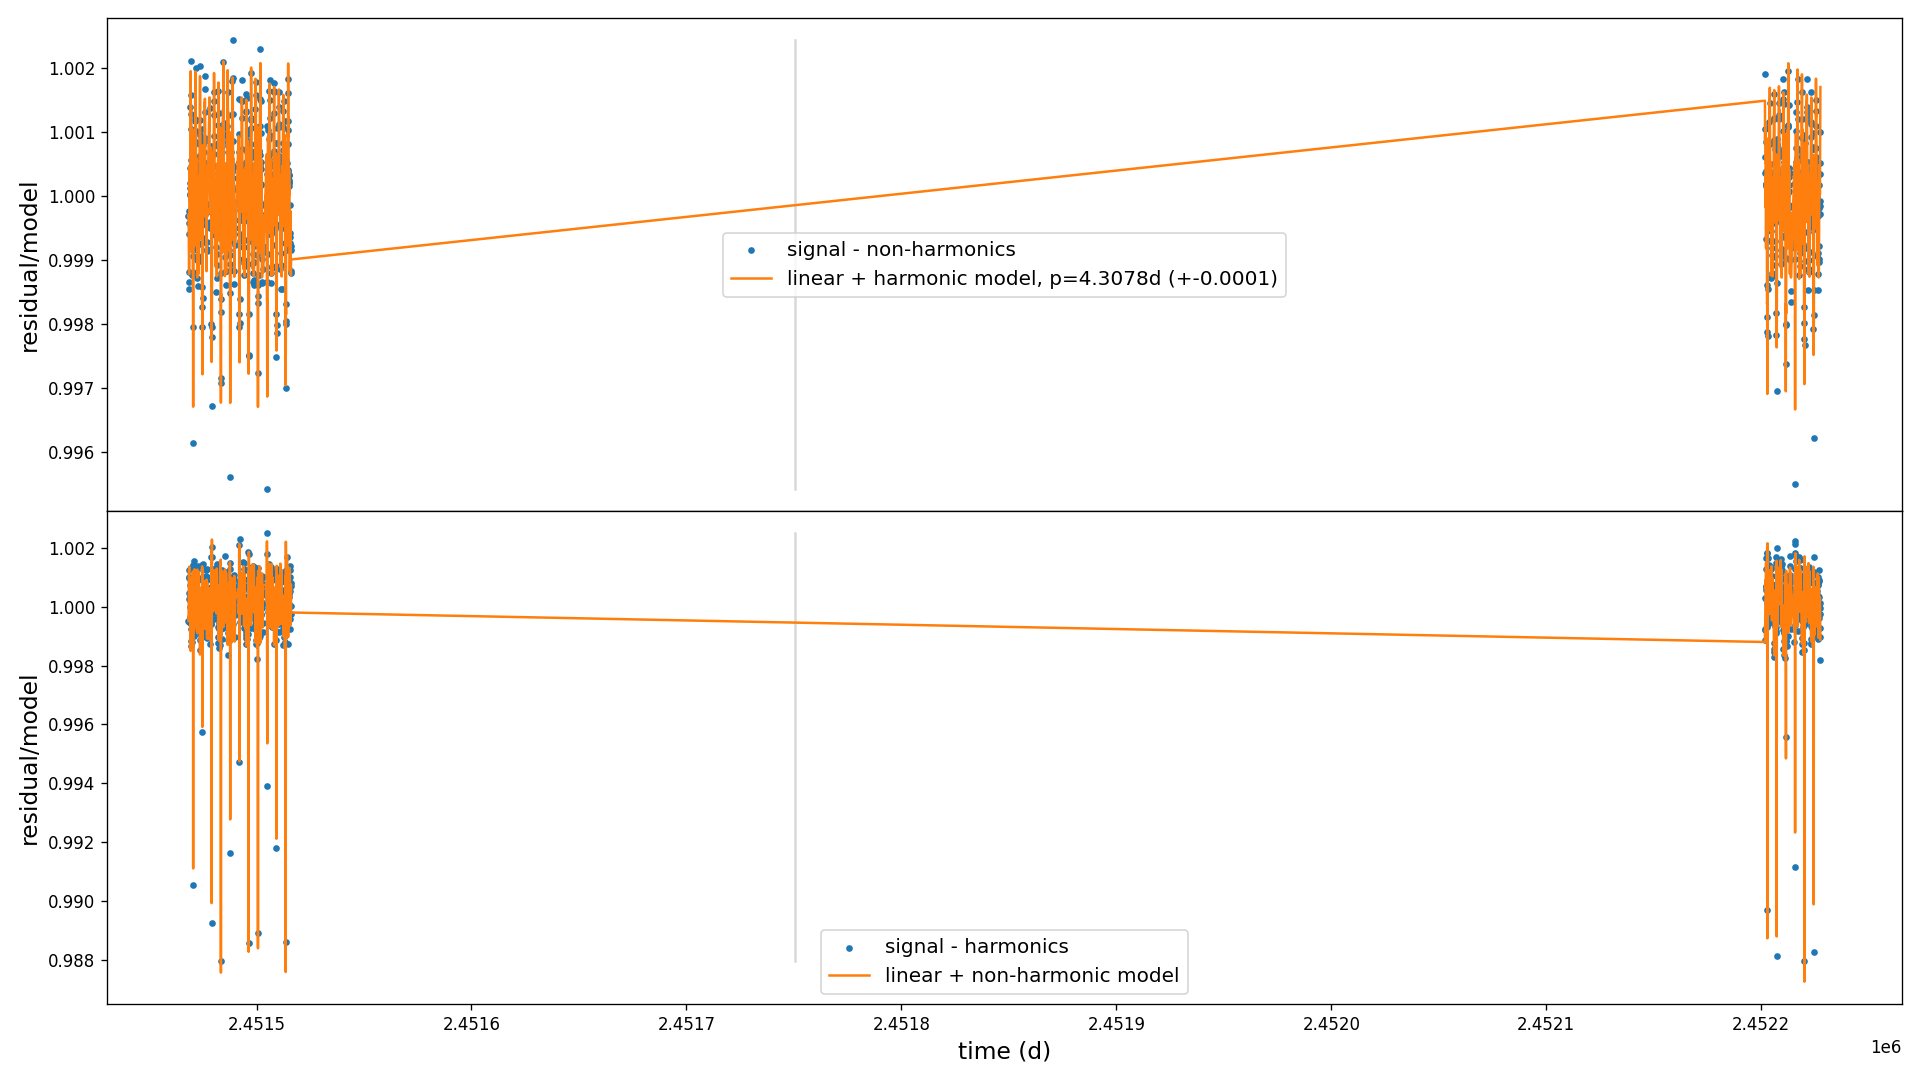 1.002
1.001
1.000
0.999
0.998
0.997
0.996
residual/model
signal - non-harmonics
linear + harmonic model, p=4.3078d (+-0.0001)
1.002
1.000
0.998
0.996
0.994
0.992
0.990
0.988
residual/model
signal - harmonics
linear + non-harmonic model
2.4515 2.4516 2.4517 2.4518 2.4519 2.4520 2.4521 2.4522
1e6
time (d)